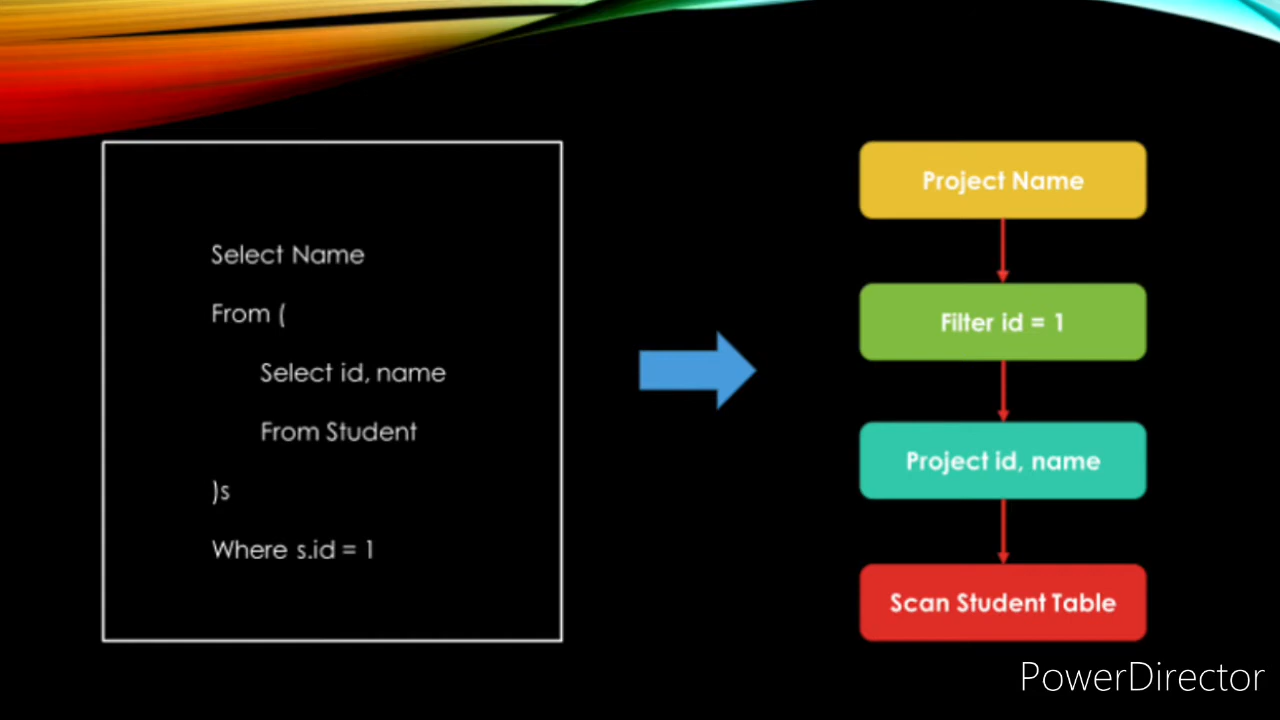 Select Name
From (
Select id, name
From Student
)s
Where s.id = 1
Project Name
Filter id = 1
Project id, name
Scan Student Table
PowerDirector